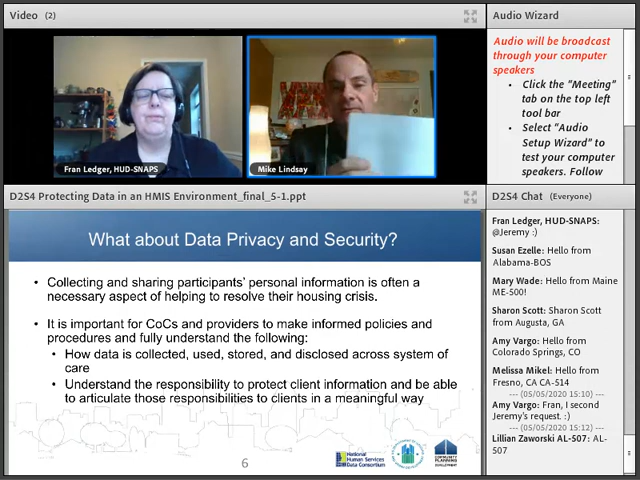 Video (2)
Fran Ledger, HUD-SNAPS
Mike Lindsay
Audio Wizard
Audio will be broadcast
through your computer
speakers
• Click the "Meeting"
tab on the top left
tool bar
• Select "Audio
Setup Wizard" to
test your computer
speakers. Follow
D2S4 Protecting Data in an HMIS Environment_final_5-1.ppt
What about Data Privacy and Security?
• Collecting and sharing participants' personal information is often a
necessary aspect of helping to resolve their housing crisis.
• It is important for CoCs and providers to make informed policies and
procedures and fully understand the following:
• How data is collected, used, stored, and disclosed across system of
care
• Understand the responsibility to protect client information and be able
to articulate those responsibilities to clients in a meaningful way
6
National
Human Services
Data Consortium
COMMUNITY
PLANNING
DEVELOPMENT
D2S4 Chat (Everyone)
Fran Ledger, HUD-SNAPS:
@Jeremy :)
Susan Ezelle: Hello from
Alabama-BOS
Mary Wade: Hello from Maine
ME-500!
Sharon Scott: Sharon Scott
from Augusta, GA
Amy Vargo: Hello from
Colorado Springs, CO
Melissa Mikel: Hello from
Fresno, CA CA-514
--- (05/05/2020 15:10) ---
Amy Vargo: Fran, I second
Jeremy's request. :)
--- (05/05/2020 15:12) ---
Lillian Zaworski AL-507: AL-
507